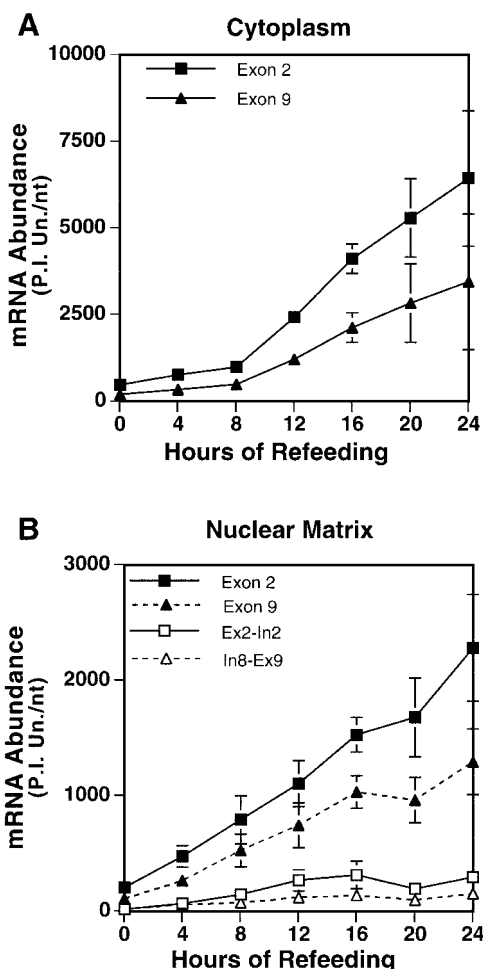 A
Cytoplasm
10000
7500
5000
2500
0
mRNA Abundance
(P.I. Un./nt)
Exon 2
Exon 9
0 4 8 12 16 20 24
Hours of Refeeding
B
Nuclear Matrix
3000
2000
1000
0
mRNA Abundance
(P.I. Un./nt)
Exon 2
Exon 9
Ex2-In2
In8-Ex9
0 4 8 12 16 20 24
Hours of Refeeding